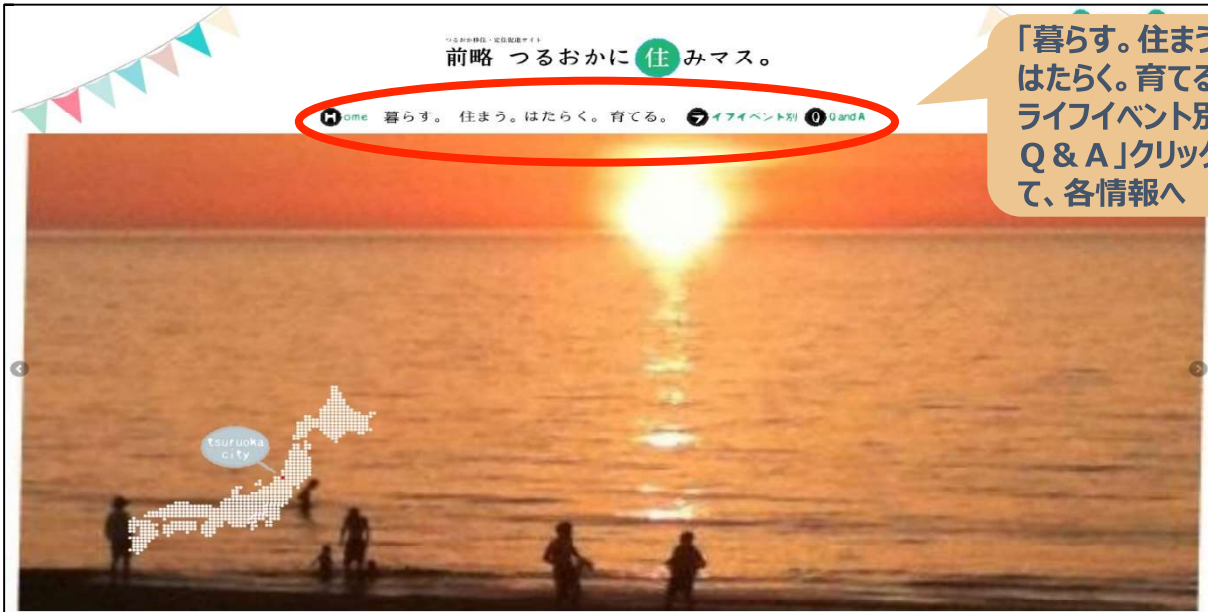 つるおか移住・定住促進サイト
前略 つるおかに住みマス。
Home 暮らす。 住まう。はたらく。育てる。 ライフイベント別 Q Q and A
「暮らす。住まう
はたらく。育てる
ライフイベント別
Q & A」クリック
て、各情報へ
tsuruoka
city